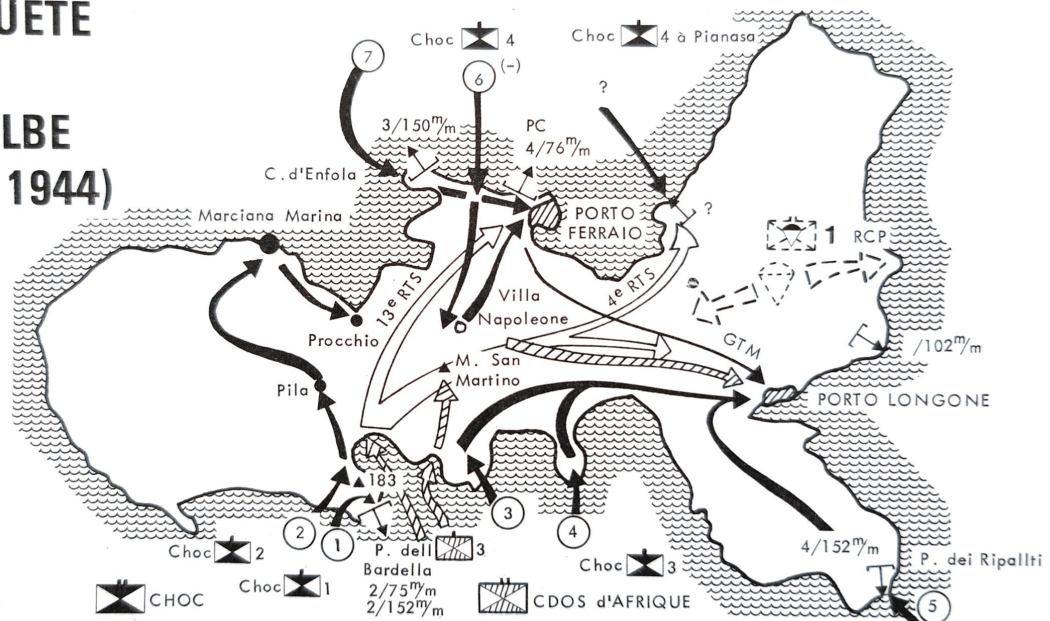 UETE
LBE
1944)
Choc 4
(-)
Choc 4 à Pianasa
7
6
?
3/150m/m
PC
4/76m/m
C. d'Enfola
Marciana Marina
PORTO
FERRAIO
?
1 RCP
13e RTS
4e RTS
Villa
Napoleone
Procchio
GTM
/102m/m
M. San
Martino
Pila
PORTO LONGONE
183
2
1
3
4
Choc 2
P. dell
Bardella
3
Choc 1
2/75m/m
2/152m/m
Choc 3
4/152m/m
P. dei Ripallti
5
CHOC
CDOS d'AFRIQUE